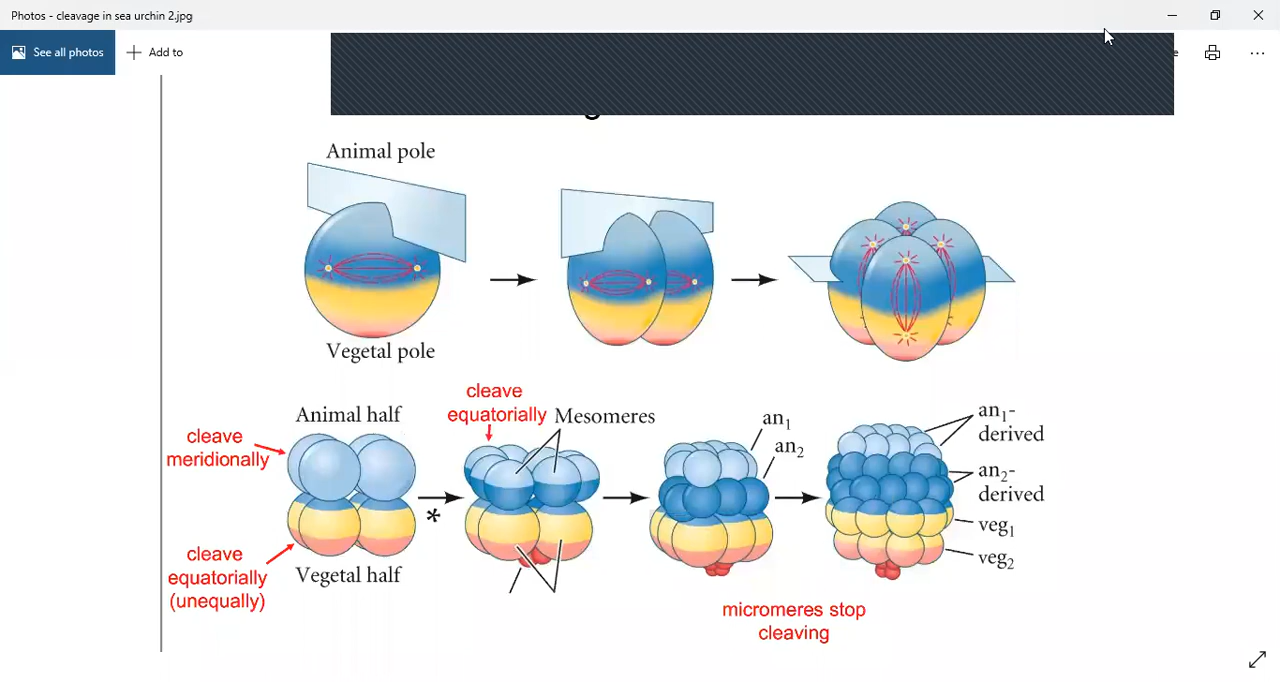 Photos - cleavage in sea urchin 2.jpg
See all photos
Add to
Animal pole
Vegetal pole
Animal half
cleave
meridionally
cleave
equatorially
(unequally)
Vegetal half
cleave
equatorially
Mesomeres
*
an1
an2
an1-
derived
an2-
derived
veg1
veg2
micromeres stop
cleaving